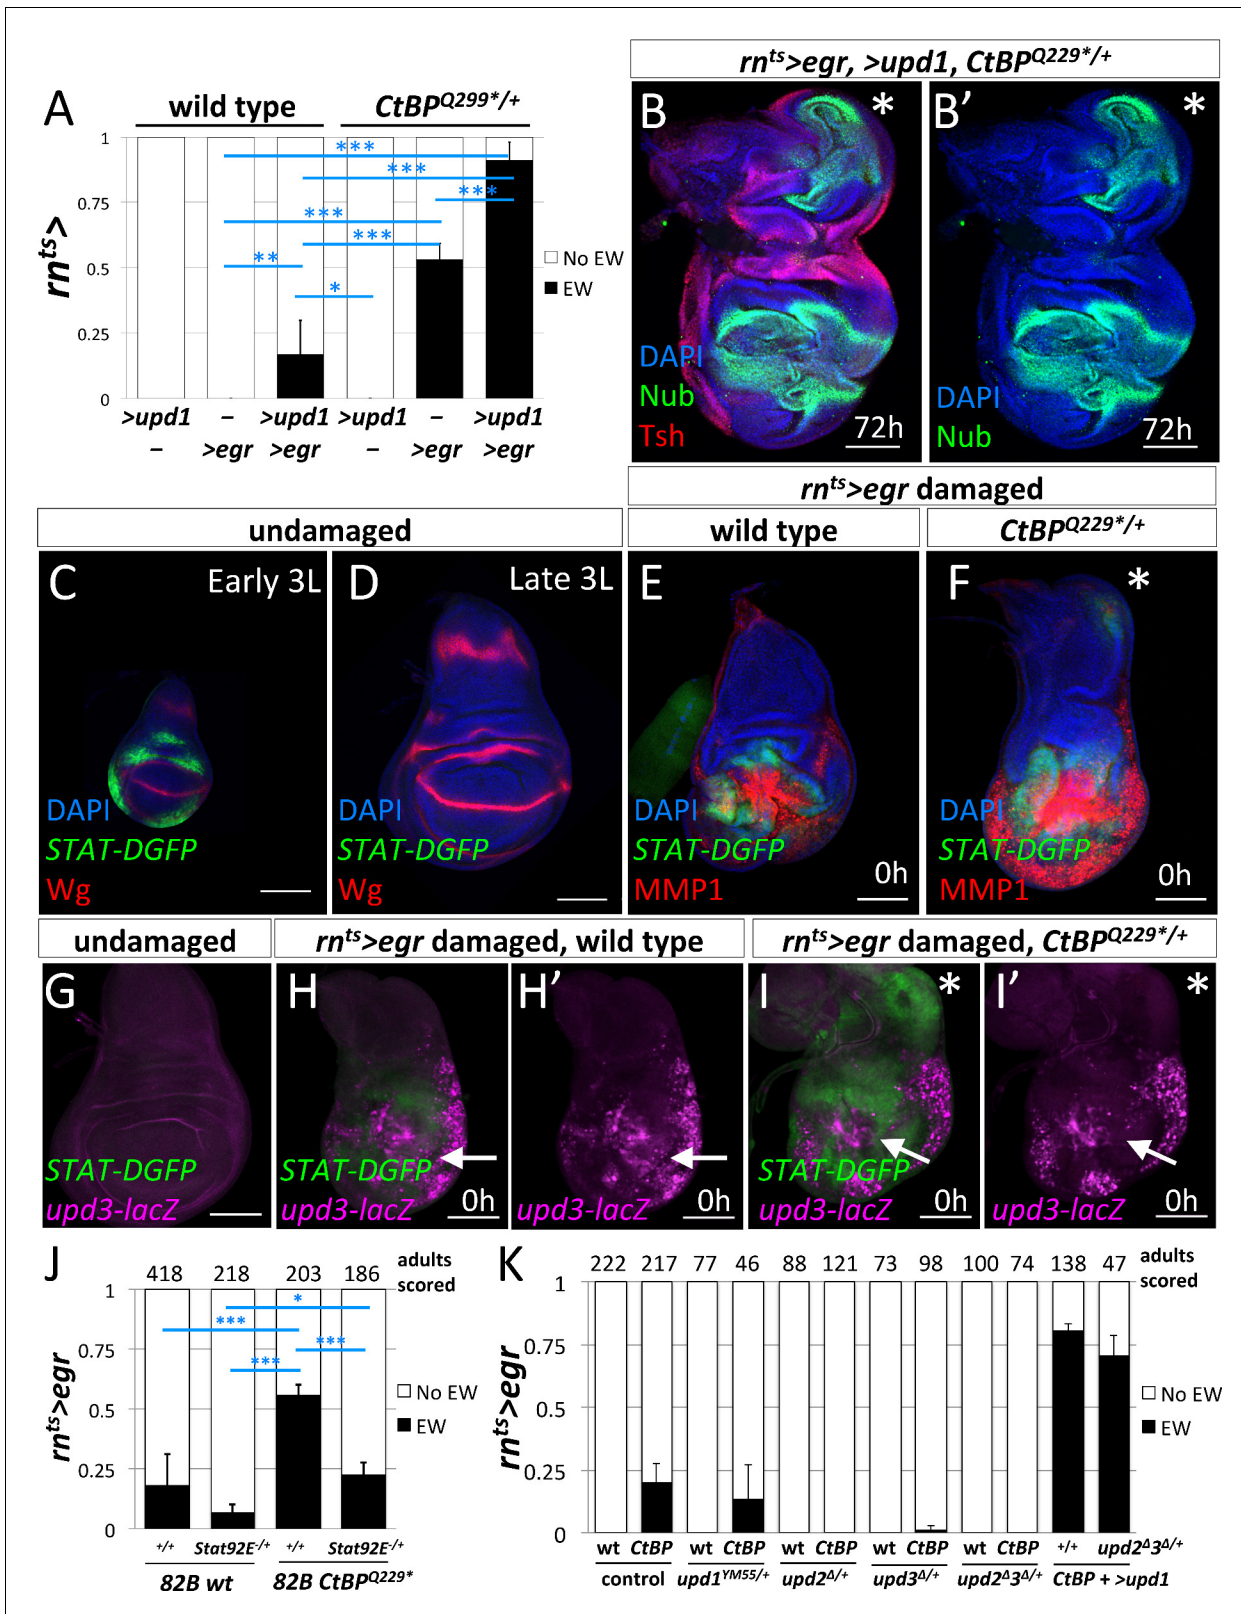 A
wild type
CtBPQ299*/+
rnts>
1
0.75
0.5
0.25
0
***
***
***
***
***
**
*
No EW
EW
>upd1 – >upd1 >upd1 – >upd1
– >egr >egr – >egr >egr
rnts>egr, >upd1, CtBPQ229*/+
B
*
DAPI
Nub
Tsh
72h
B’
*
DAPI
Nub
72h
undamaged
C
Early 3L
DAPI
STAT-DGFP
Wg
D
Late 3L
DAPI
STAT-DGFP
Wg
rnts>egr damaged
wild type
CtBPQ229*/+
E
DAPI
STAT-DGFP
MMP1
0h
F
*
DAPI
STAT-DGFP
MMP1
0h
undamaged
G
STAT-DGFP
upd3-lacZ
rnts>egr damaged, wild type
H
STAT-DGFP
upd3-lacZ
0h
H’
upd3-lacZ
0h
rnts>egr damaged, CtBPQ229*/+
I
*
STAT-DGFP
upd3-lacZ
0h
I’
*
upd3-lacZ
0h
J
418 218 203 186
adults
scored
rnts>egr
1
0.75
0.5
0.25
0
*
***
***
***
No EW
EW
+/+ Stat92E-/+ +/+ Stat92E-/+
82B wt 82B CtBPQ229*
K
222 217 77 46 88 121 73 98 100 74 138 47
adults
scored
rnts>egr
1
0.75
0.5
0.25
0
No EW
EW
wt CtBP wt CtBP wt CtBP wt CtBP wt CtBP +/+ upd2Δ3Δ/+
control upd1YM55/+ upd2Δ/+ upd3Δ/+ upd2Δ3Δ/+ CtBP + >upd1